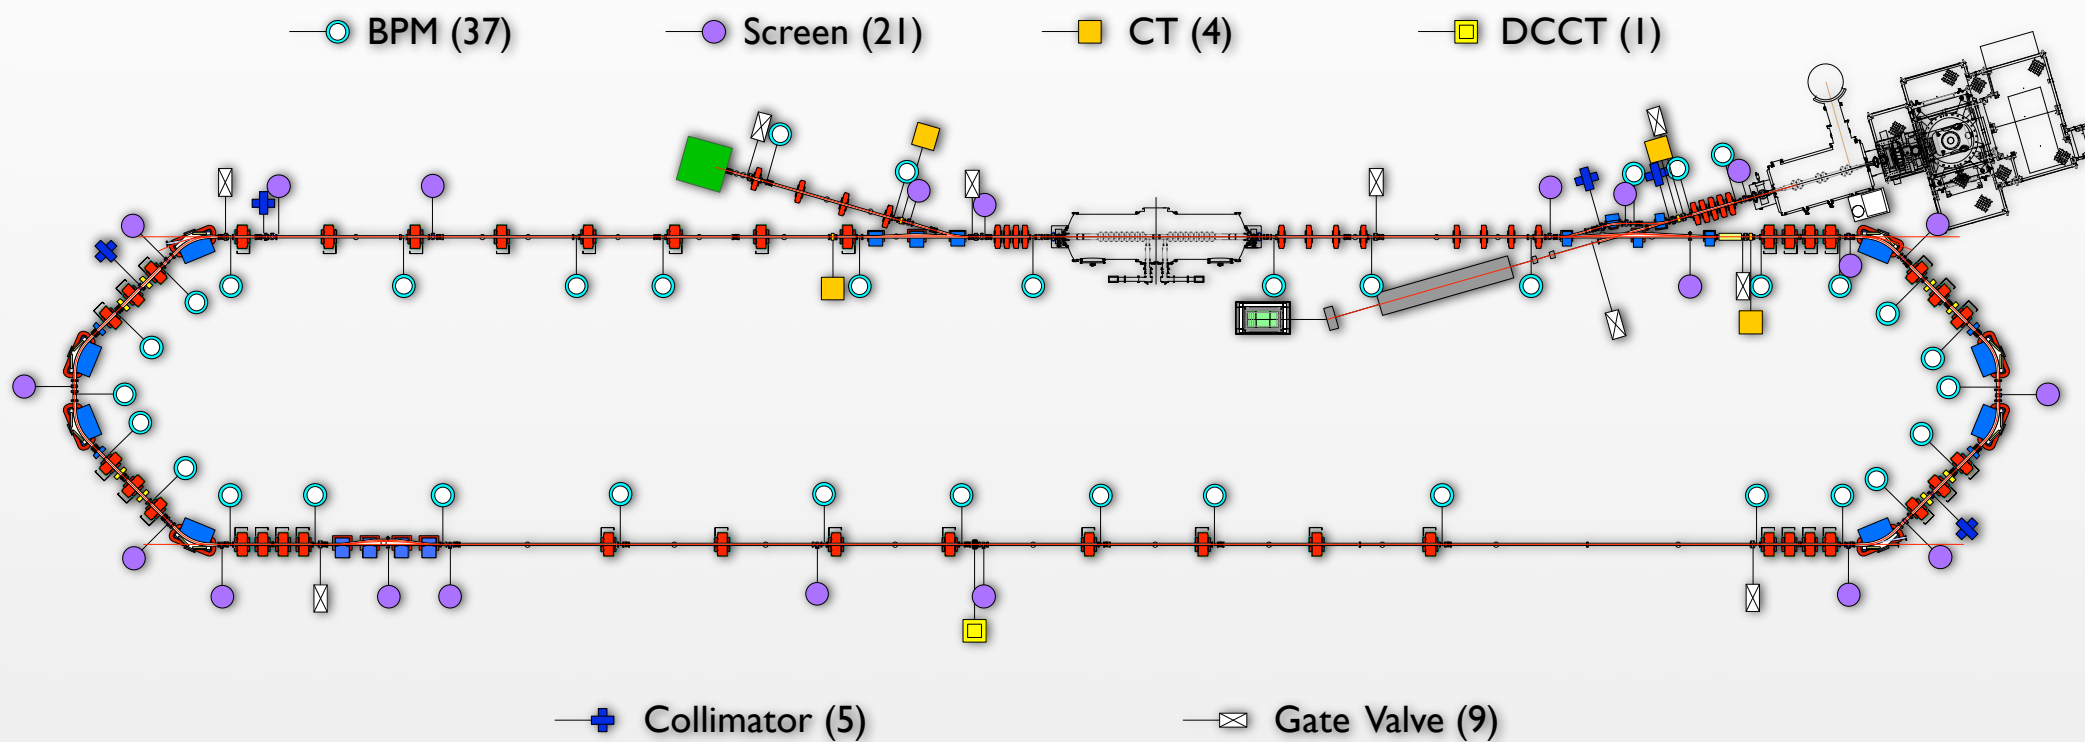 BPM (37)
Screen (21)
CT (4)
DCCT (1)
Collimator (5)
Gate Valve (9)